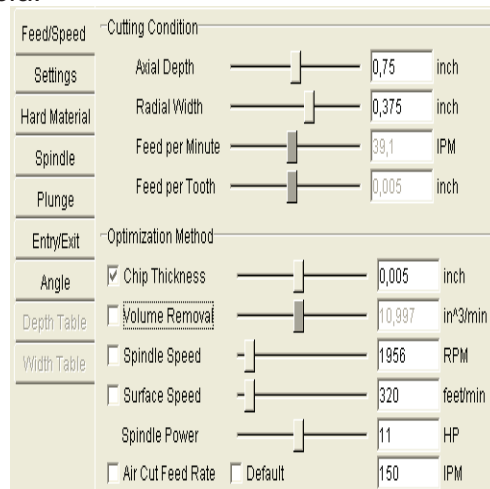 Feed/Speed
Settings
Hard Material
Spindle
Plunge
Entry/Exit
Angle
Depth Table
Width Table
Cutting Condition
Axial Depth 0,75 inch
Radial Width 0,375 inch
Feed per Minute 39,1 IPM
Feed per Tooth 0,005 inch
Optimization Method
Chip Thickness 0,005 inch
Volume Removal 10,997 in^3/min
Spindle Speed 1956 RPM
Surface Speed 320 feet/min
Spindle Power 11 HP
Air Cut Feed Rate Default 150 IPM